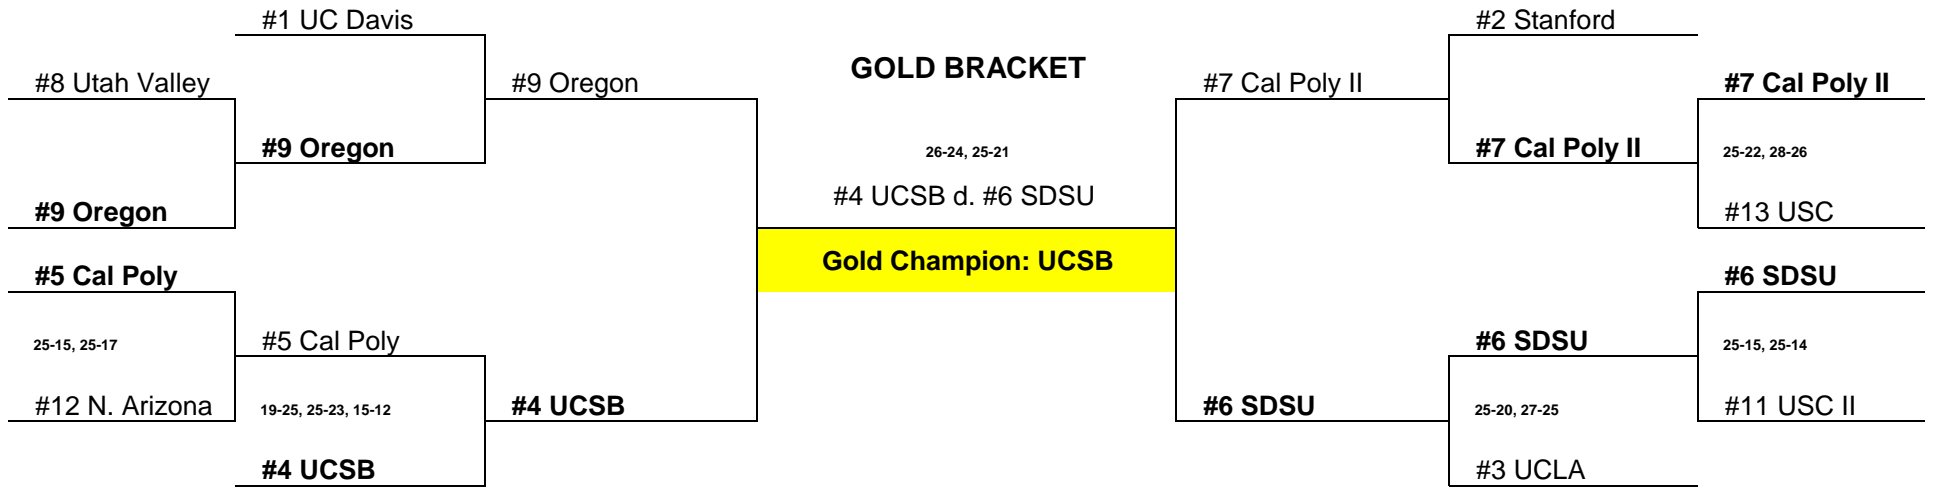 #1 UC Davis
#2 Stanford
GOLD BRACKET
#8 Utah Valley
#9 Oregon
#7 Cal Poly II
#7 Cal Poly II
#9 Oregon
26-24, 25-21
#7 Cal Poly II
25-22, 28-26
#4 UCSB d. #6 SDSU
#9 Oregon
#13 USC
Gold Champion: UCSB
#5 Cal Poly
#6 SDSU
25-15, 25-17
#5 Cal Poly
#6 SDSU
25-15, 25-14
#12 N. Arizona
19-25, 25-23, 15-12
#4 UCSB
#6 SDSU
25-20, 27-25
#11 USC II
#4 UCSB
#3 UCLA